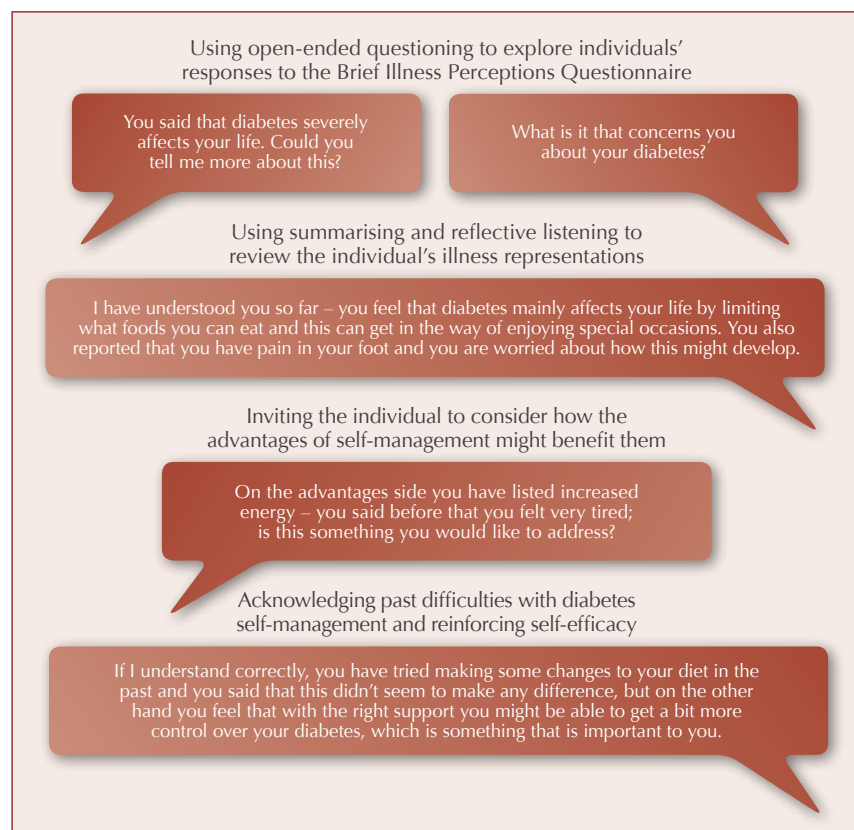 Using open-ended questioning to explore individuals’
responses to the Brief Illness Perceptions Questionnaire
You said that diabetes severely
affects your life. Could you
tell me more about this?
What is it that concerns you
about your diabetes?
Using summarising and reflective listening to
review the individual’s illness representations
I have understood you so far – you feel that diabetes mainly affects your life by limiting
what foods you can eat and this can get in the way of enjoying special occasions. You also
reported that you have pain in your foot and you are worried about how this might develop.
Inviting the individual to consider how the
advantages of self-management might benefit them
On the advantages side you have listed increased
energy – you said before that you felt very tired;
is this something you would like to address?
Acknowledging past difficulties with diabetes
self-management and reinforcing self-efficacy
If I understand correctly, you have tried making some changes to your diet in the
past and you said that this didn’t seem to make any difference, but on the other
hand you feel that with the right support you might be able to get a bit more
control over your diabetes, which is something that is important to you.